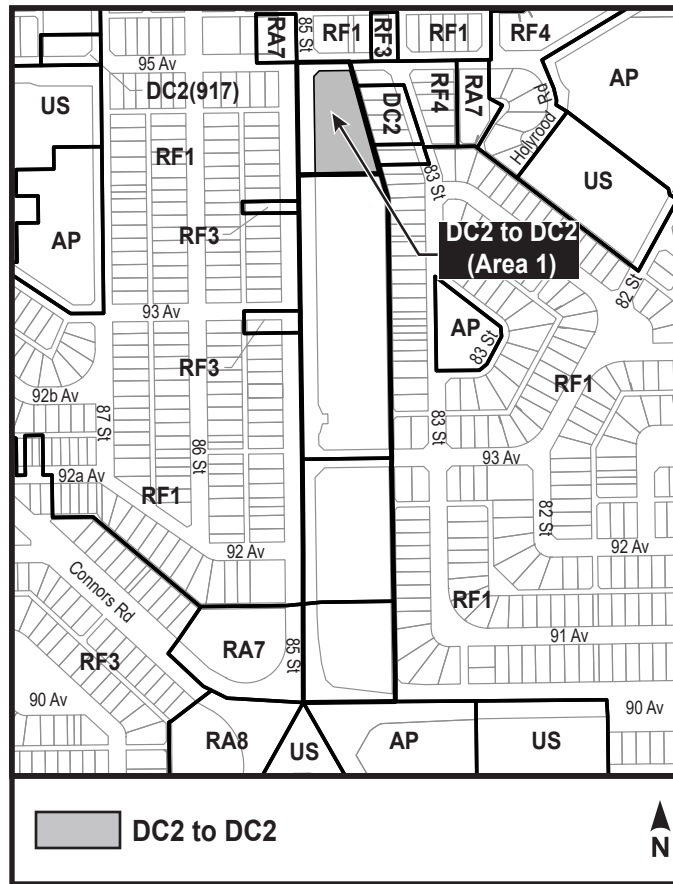 RA7
85 St
RF1
RF3
RF1
RF4
95 Av
DC2(917)
US
RF1
AP
RF3
DC2
RF4
RA7
Holyrood Rd
AP
US
83 St
DC2 to DC2
(Area 1)
82 St
93 Av
RF3
AP
83 St
RF1
92b Av
87 St
86 St
83 St
93 Av
92a Av
RF1
82 St
92 Av
92 Av
Connors Rd
RF1
91 Av
RF3
RA7
85 St
90 Av
90 Av
RA8
US
AP
US
DC2 to DC2
N